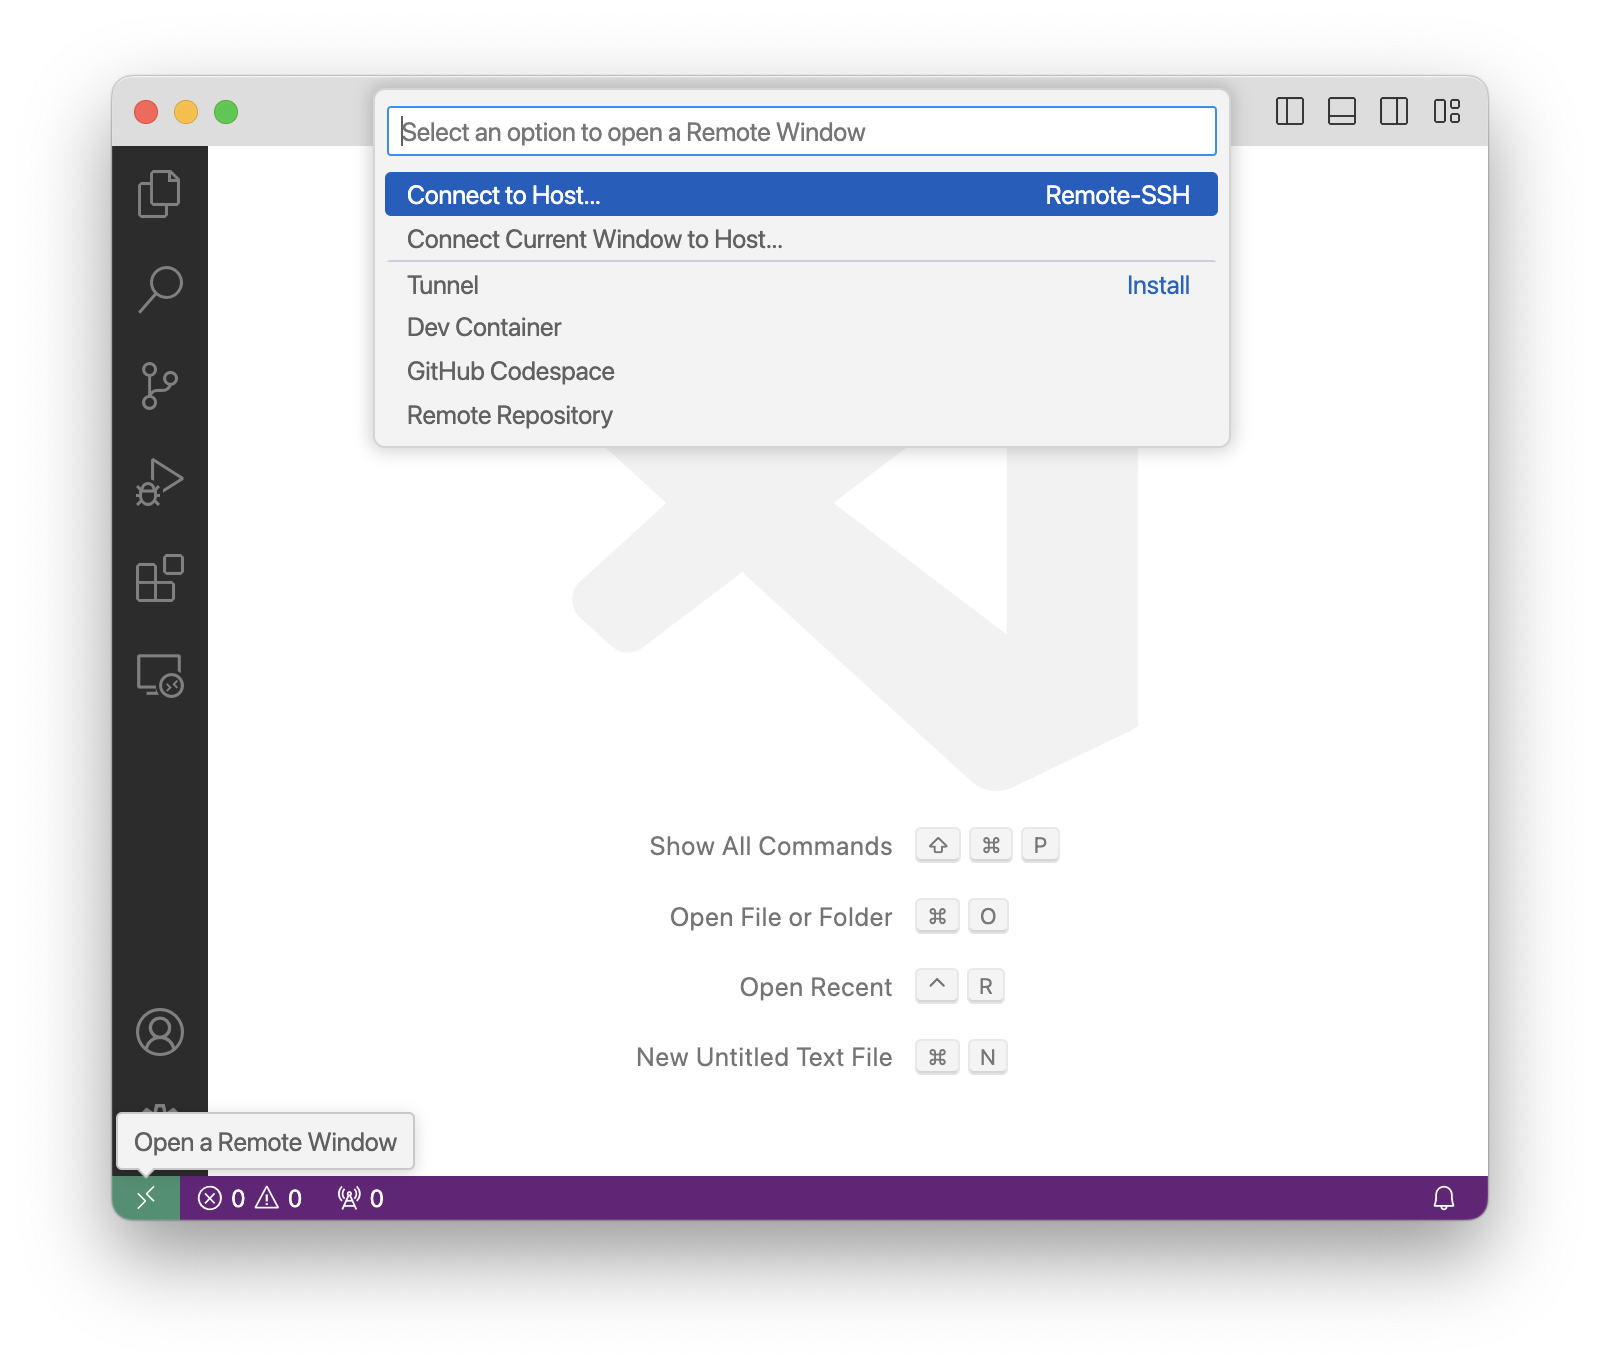 Select an option to open a Remote Window
Connect to Host... Remote-SSH
Connect Current Window to Host...
Tunnel Install
Dev Container
GitHub Codespace
Remote Repository
Show All Commands ⇧ ⌘ P
Open File or Folder ⌘ O
Open Recent ^ R
New Untitled Text File ⌘ N
Open a Remote Window
0 0 0